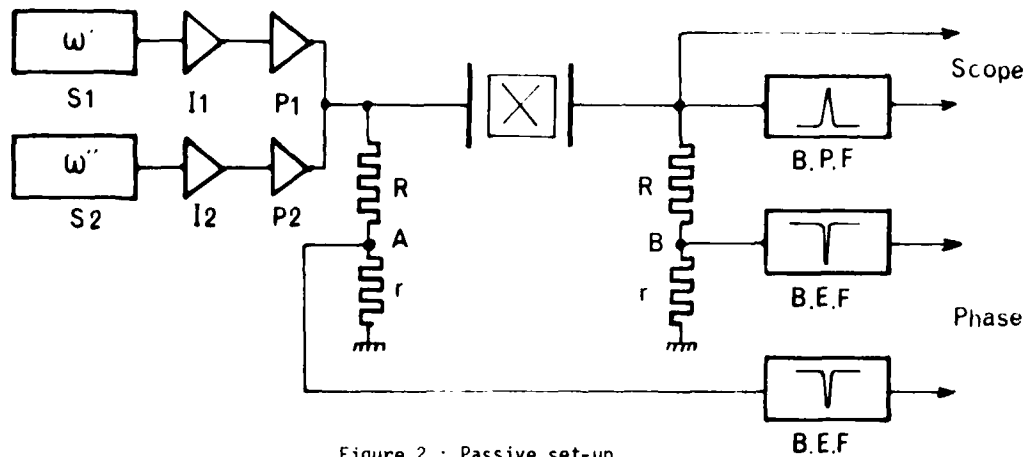 ω'
S1
I1
P1
ω"
S2
I2
P2
R
A
r
R
B
r
B.P.F
B.E.F
B.E.F
Scope
Phase
Figure 2 : Passive set-up